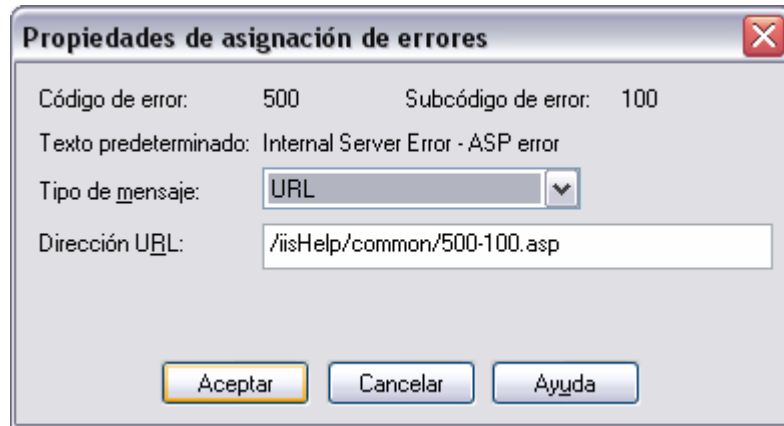 Propiedades de asignación de errores
Código de error: 500 Subcódigo de error: 100
Texto predeterminado: Internal Server Error - ASP error
Tipo de mensaje: URL
Dirección URL: /iisHelp/common/500-100.asp
Aceptar Cancelar Ayuda